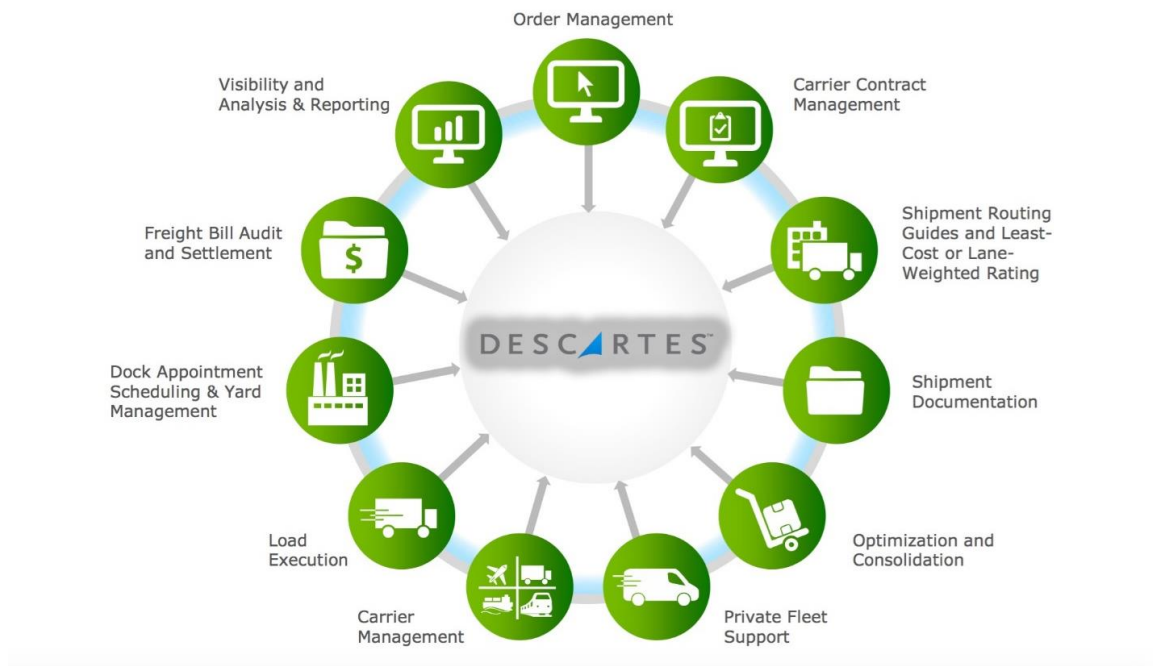 Order Management
Carrier Contract
Management
Shipment Routing
Guides and Least-
Cost or Lane-
Weighted Rating
Shipment
Documentation
Optimization and
Consolidation
Private Fleet
Support
Carrier
Management
Load
Execution
Dock Appointment
Scheduling & Yard
Management
Freight Bill Audit
and Settlement
$
Visibility and
Analysis & Reporting
DESCARTES™